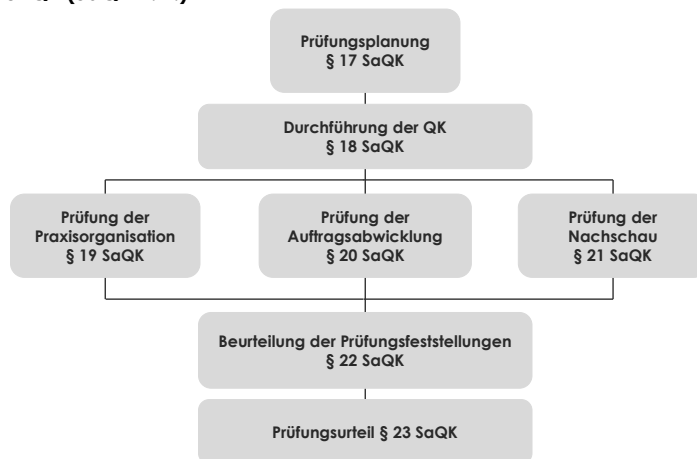 Prüfungsplanung
§ 17 SaQK
Durchführung der QK
§ 18 SaQK
Prüfung der
Praxisorganisation
§ 19 SaQK
Prüfung der
Auftragsabwicklung
§ 20 SaQK
Prüfung der
Nachschau
§ 21 SaQK
Beurteilung der Prüfungsfeststellungen
§ 22 SaQK
Prüfungsurteil § 23 SaQK